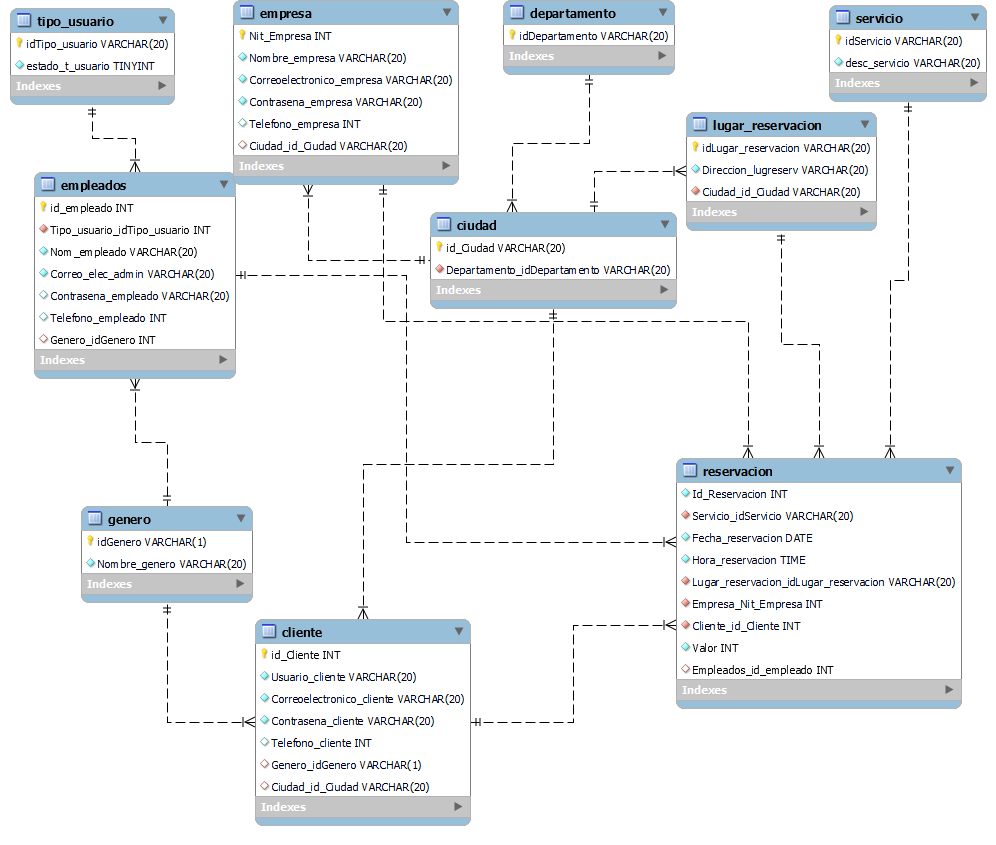 tipo_usuario
idTipo_usuario VARCHAR(20)
estado_t_usuario TINYINT
Indexes
empresa
Nit_Empresa INT
Nombre_empresa VARCHAR(20)
Correoelectronico_empresa VARCHAR(20)
Contrasena_empresa VARCHAR(20)
Telefono_empresa INT
Ciudad_id_Ciudad VARCHAR(20)
Indexes
departamento
idDepartamento VARCHAR(20)
Indexes
servicio
idServicio VARCHAR(20)
desc_servicio VARCHAR(20)
Indexes
lugar_reservacion
idLugar_reservacion VARCHAR(20)
Direccion_lugreserv VARCHAR(20)
Ciudad_id_Ciudad VARCHAR(20)
Indexes
empleados
id_empleado INT
Tipo_usuario_idTipo_usuario INT
Nom_empleado VARCHAR(20)
Correo_elec_admin VARCHAR(20)
Contrasena_empleado VARCHAR(20)
Telefono_empleado INT
Genero_idGenero INT
Indexes
ciudad
id_Ciudad VARCHAR(20)
Departamento_idDepartamento VARCHAR(20)
Indexes
reservacion
Id_Reservacion INT
Servicio_idServicio VARCHAR(20)
Fecha_reservacion DATE
Hora_reservacion TIME
Lugar_reservacion_idLugar_reservacion VARCHAR(20)
Empresa_Nit_Empresa INT
Cliente_id_Cliente INT
Valor INT
Empleados_id_empleado INT
Indexes
genero
idGenero VARCHAR(1)
Nombre_genero VARCHAR(20)
Indexes
cliente
id_Cliente INT
Usuario_cliente VARCHAR(20)
Correoelectronico_cliente VARCHAR(20)
Contrasena_cliente VARCHAR(20)
Telefono_cliente INT
Genero_idGenero VARCHAR(1)
Ciudad_id_Ciudad VARCHAR(20)
Indexes